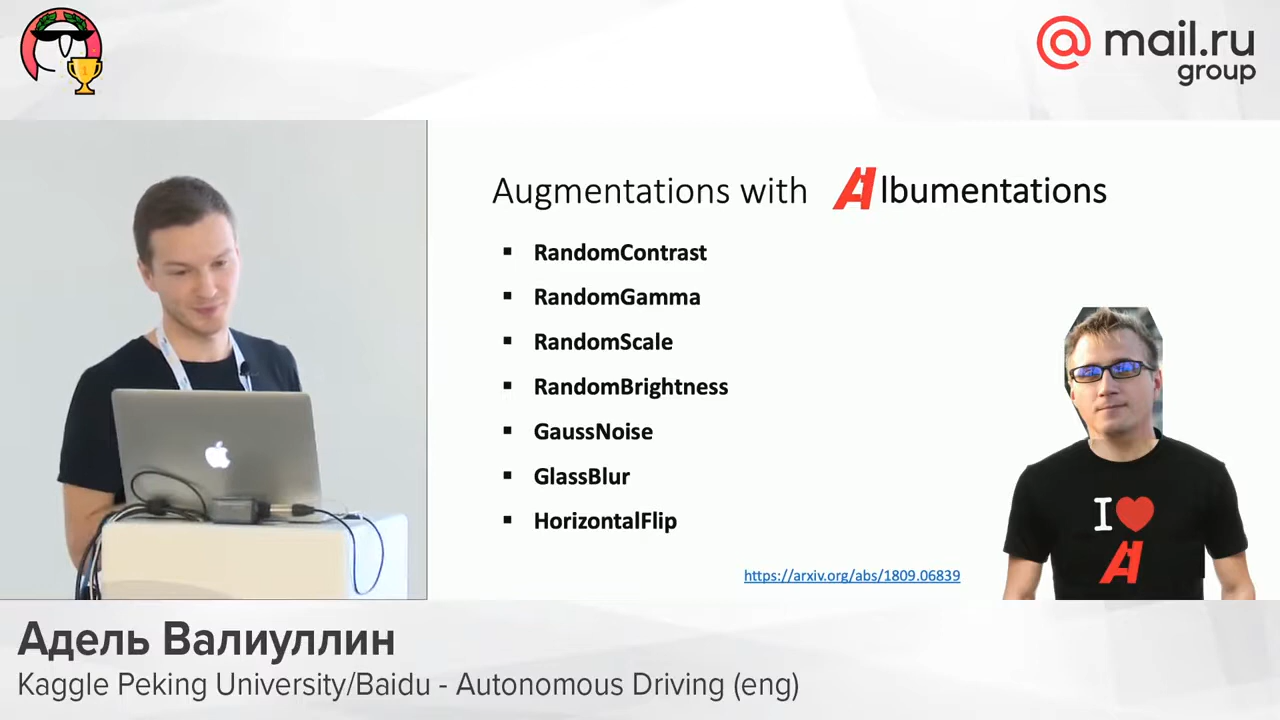 @mail.ru
group
Augmentations with Albumentations
RandomContrast
RandomGamma
RandomScale
RandomBrightness
GaussNoise
GlassBlur
HorizontalFlip
https://arxiv.org/abs/1809.06839
I
A
Адель Валиуллин
Kaggle Peking University/Baidu - Autonomous Driving (eng)